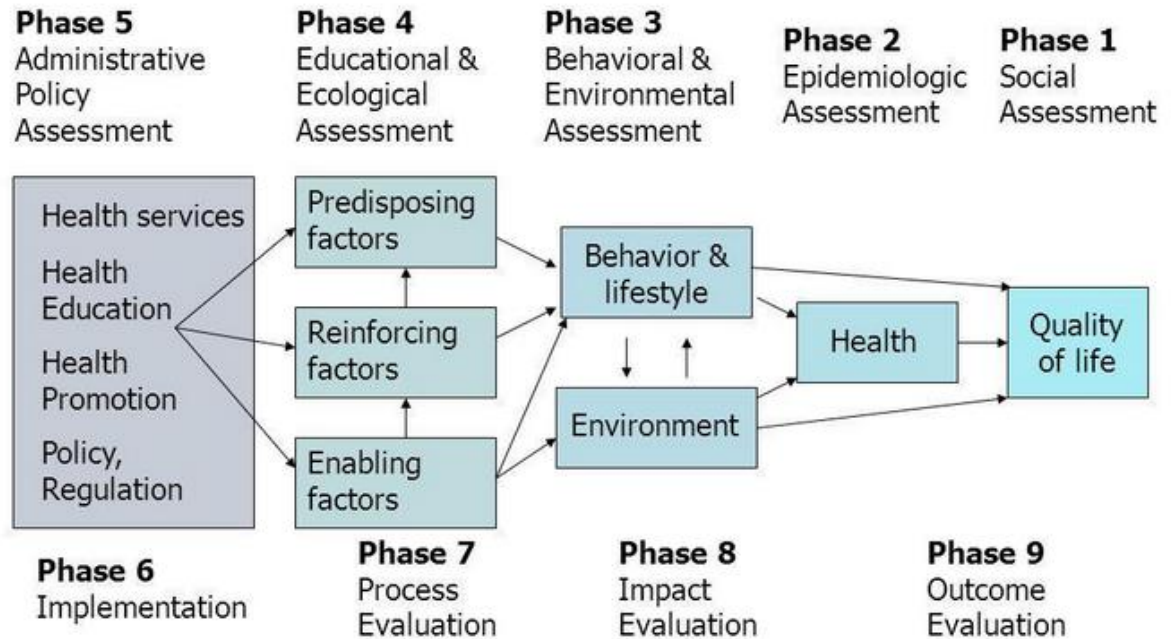 Phase 5
Administrative
Policy
Assessment
Phase 4
Educational &
Ecological
Assessment
Phase 3
Behavioral &
Environmental
Assessment
Phase 2
Epidemiologic
Assessment
Phase 1
Social
Assessment
Health services
Health
Education
Health
Promotion
Policy,
Regulation
Predisposing
factors
Reinforcing
factors
Enabling
factors
Behavior &
lifestyle
Environment
Health
Quality
of life
Phase 6
Implementation
Phase 7
Process
Evaluation
Phase 8
Impact
Evaluation
Phase 9
Outcome
Evaluation